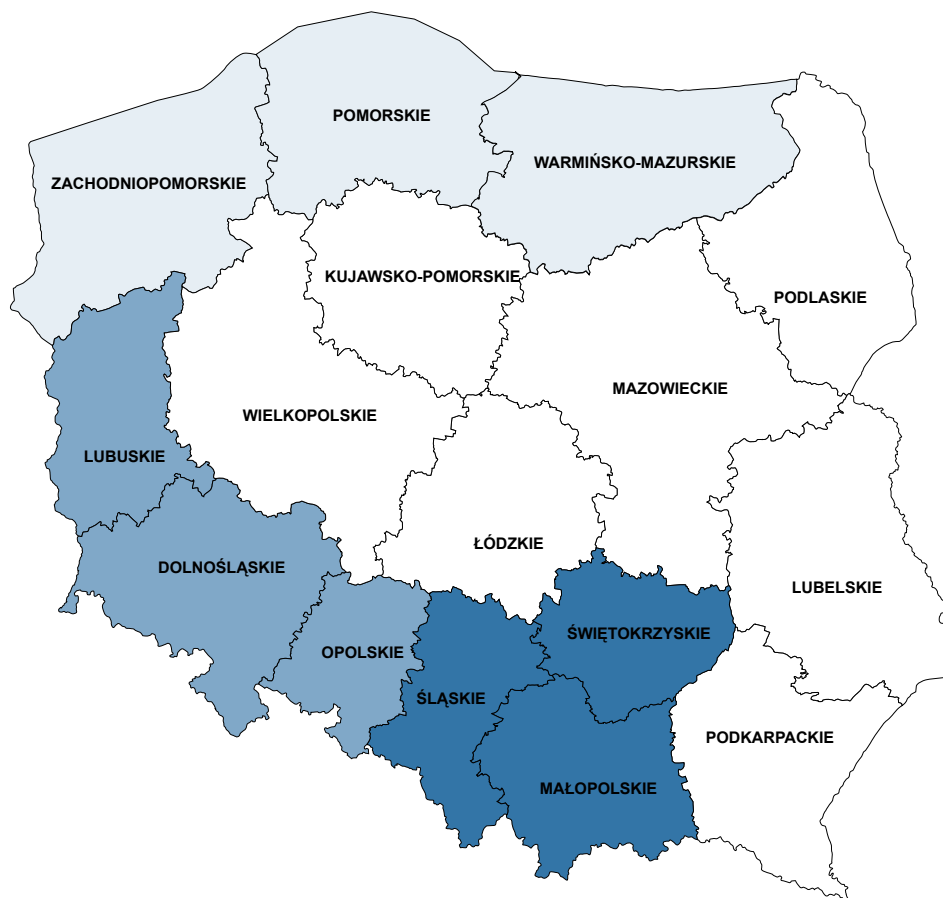 POMORSKIE
WARMIŃSKO-MAZURSKIE
ZACHODNIOPOMORSKIE
KUJAWSKO-POMORSKIE
PODLASKIE
MAZOWIECKIE
WIELKOPOLSKIE
LUBUSKIE
ŁÓDZKIE
DOLNOŚLĄSKIE
LUBELSKIE
ŚWIĘTOKRZYSKIE
OPOLSKIE
ŚLĄSKIE
PODKARPACKIE
MAŁOPOLSKIE